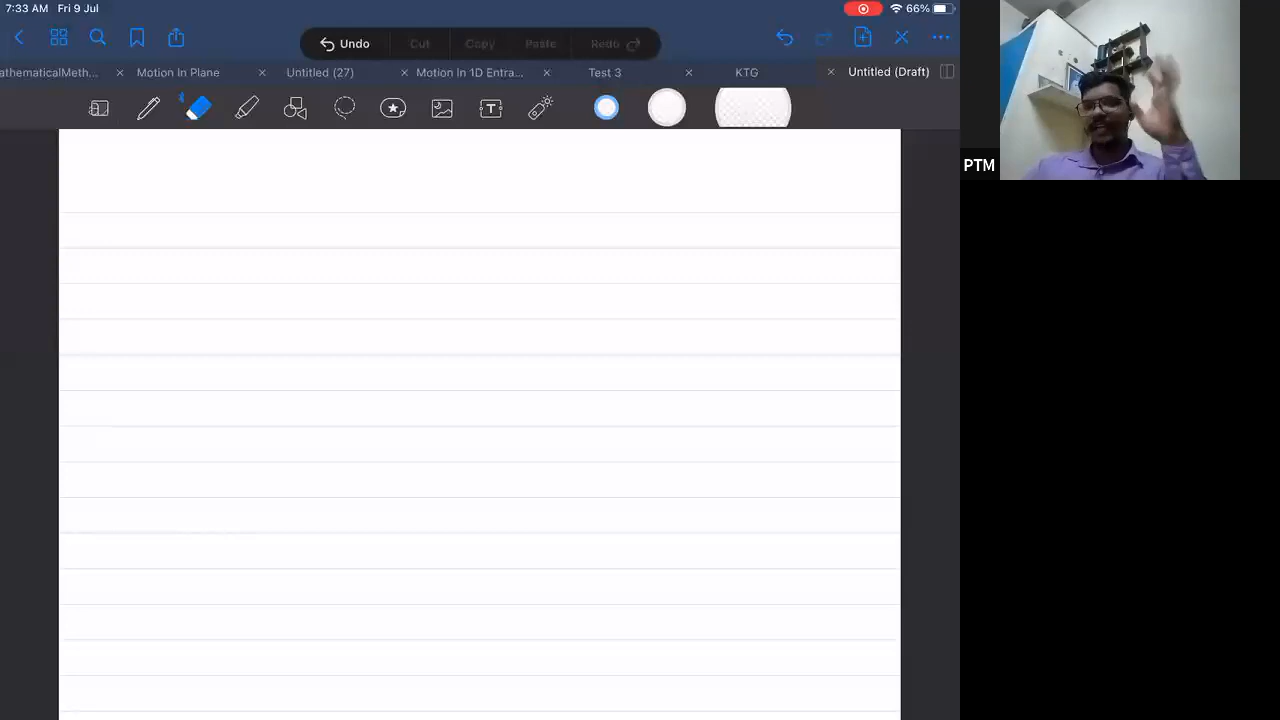 7:33 AM Fri 9 Jul 66%
Undo Cut Copy Paste Redo
athematicalMeth... Motion In Plane Untitled (27) Motion In 1D Entra... Test 3 KTG Untitled (Draft)
T
PTM